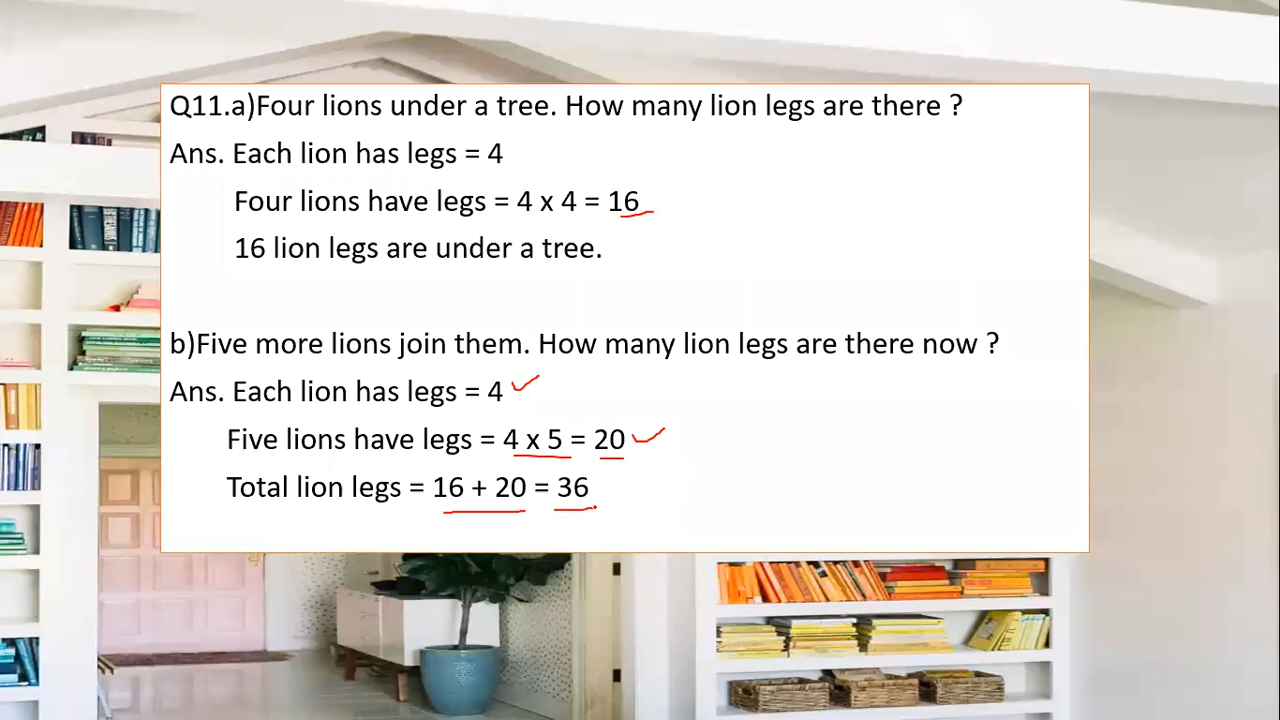 Q11.a)Four lions under a tree. How many lion legs are there ?
Ans. Each lion has legs = 4
Four lions have legs = 4 x 4 = 16
16 lion legs are under a tree.
b)Five more lions join them. How many lion legs are there now ?
Ans. Each lion has legs = 4
Five lions have legs = 4 x 5 = 20
Total lion legs = 16 + 20 = 36